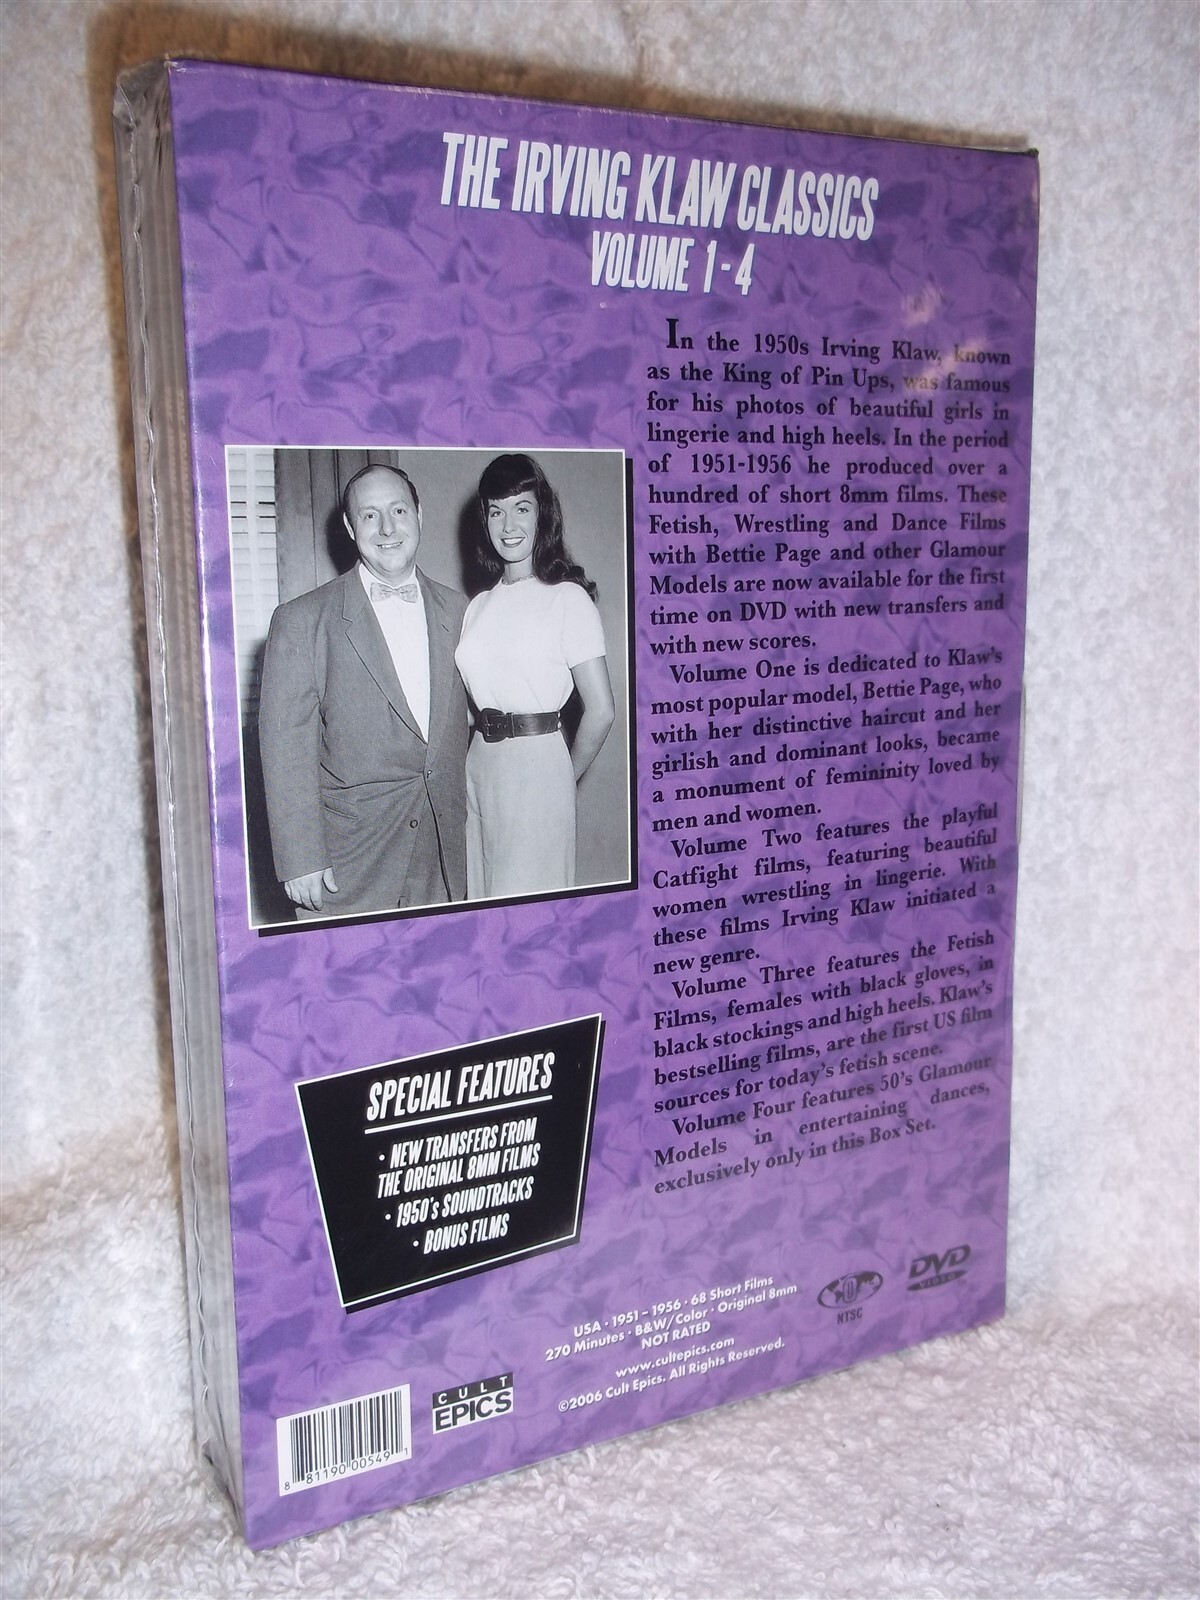 THE IRVING KLAW CLASSICS
VOLUME 1-4
In the 1950s Irving Klaw, known
as the King of Pin Ups, was famous
for his photos of beautiful girls in
lingerie and high heels. In the period
of 1951-1956 he produced over a
hundred of short 8mm films. These
Fetish, Wrestling and Dance Films
with Bettie Page and other Glamour
Models are now available for the first
time on DVD with new transfers and
with new scores.
Volume One is dedicated to Klaw's
most popular model, Bettie Page, who
with her distinctive haircut and her
girlish and dominant looks, became
a monument of femininity loved by
men and women.
Volume Two features the playful
Catfight films, featuring beautiful
women wrestling in lingerie. With
these films Irving Klaw initiated a
new genre.
Volume Three features the Fetish
Films, females with black gloves, in
black stockings and high heels. Klaw's
bestselling films, are the first US film
sources for today's fetish scene.
Volume Four features 50's Glamour
Models in entertaining dances,
exclusively only in this Box Set.
SPECIAL FEATURES
· NEW TRANSFERS FROM
THE ORIGINAL 8MM FILMS
· 1950's SOUNDTRACKS
· BONUS FILMS
USA · 1951 – 1956 · 68 Short Films
270 Minutes · B&W/Color · Original 8mm
NOT RATED
www.cultepics.com
©2006 Cult Epics. All Rights Reserved.
0
NTSC
DVD
VIDEO
CULT
EPICS
8 81190 00549 1